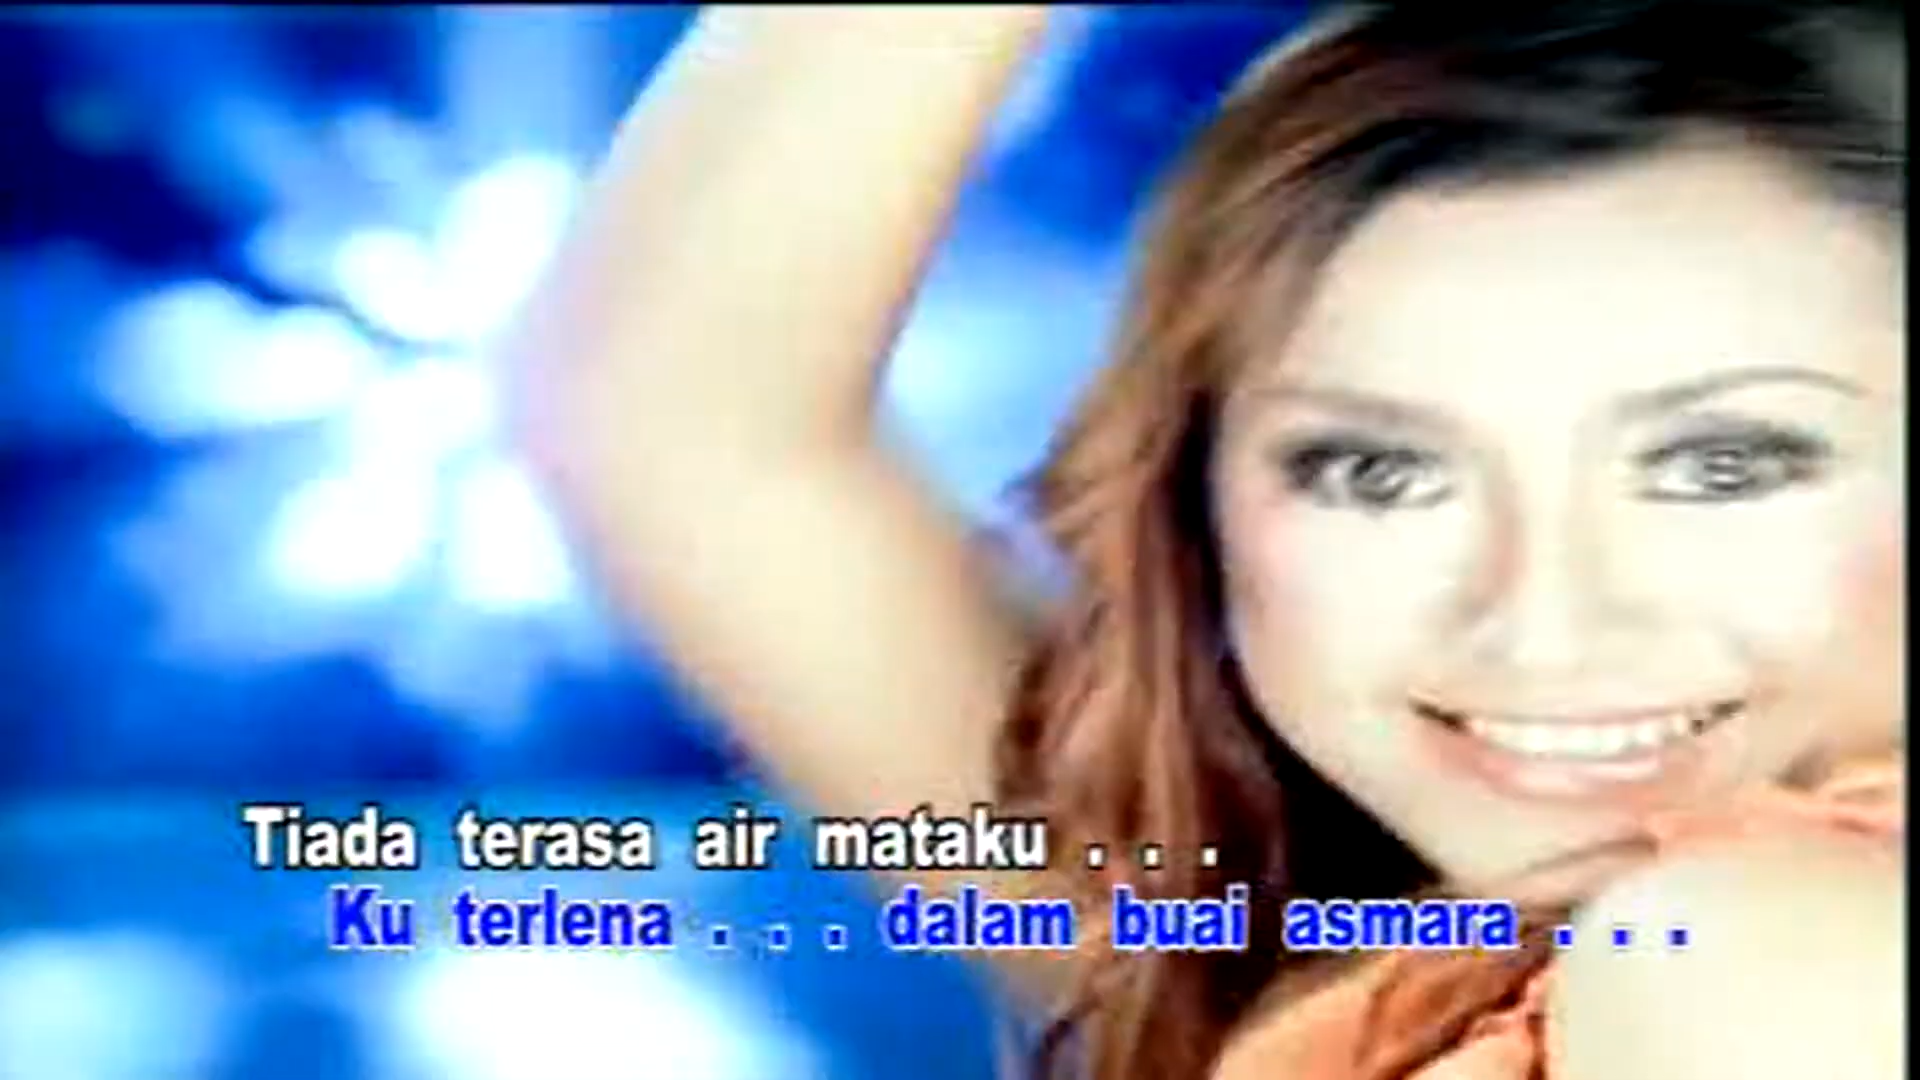 Tiada terasa air mataku . . .
Ku terlena . . . dalam buai asmara . . .